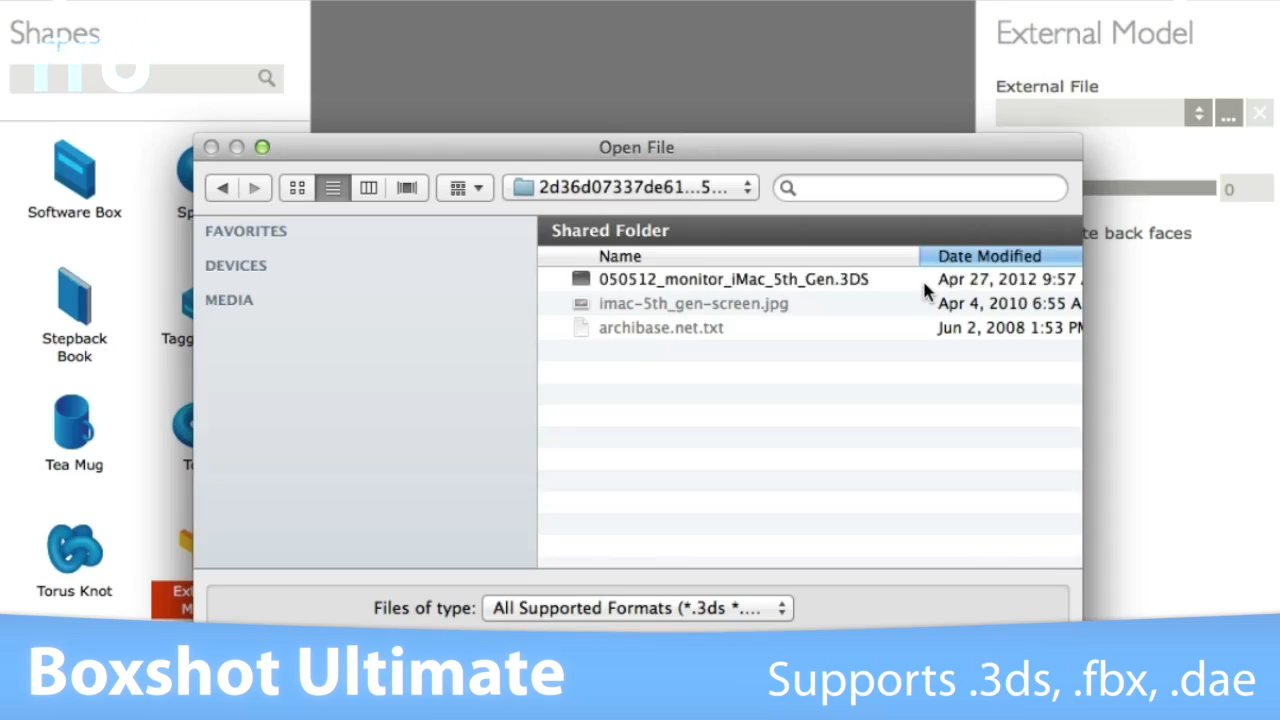 Shapes
External Model
External File
...
0
Open File
2d36d07337de61...5...
Software Box
Sp
te back faces
FAVORITES
DEVICES
MEDIA
Shared Folder
Name
Date Modified
050512_monitor_iMac_5th_Gen.3DS
Apr 27, 2012 9:57
imac-5th_gen-screen.jpg
Apr 4, 2010 6:55 A
archibase.net.txt
Jun 2, 2008 1:53 PM
Stepback
Book
Tagg
Tea Mug
Torus Knot
Ext
M
Files of type:
All Supported Formats (*.3ds *....
Boxshot Ultimate
Supports .3ds, .fbx, .dae